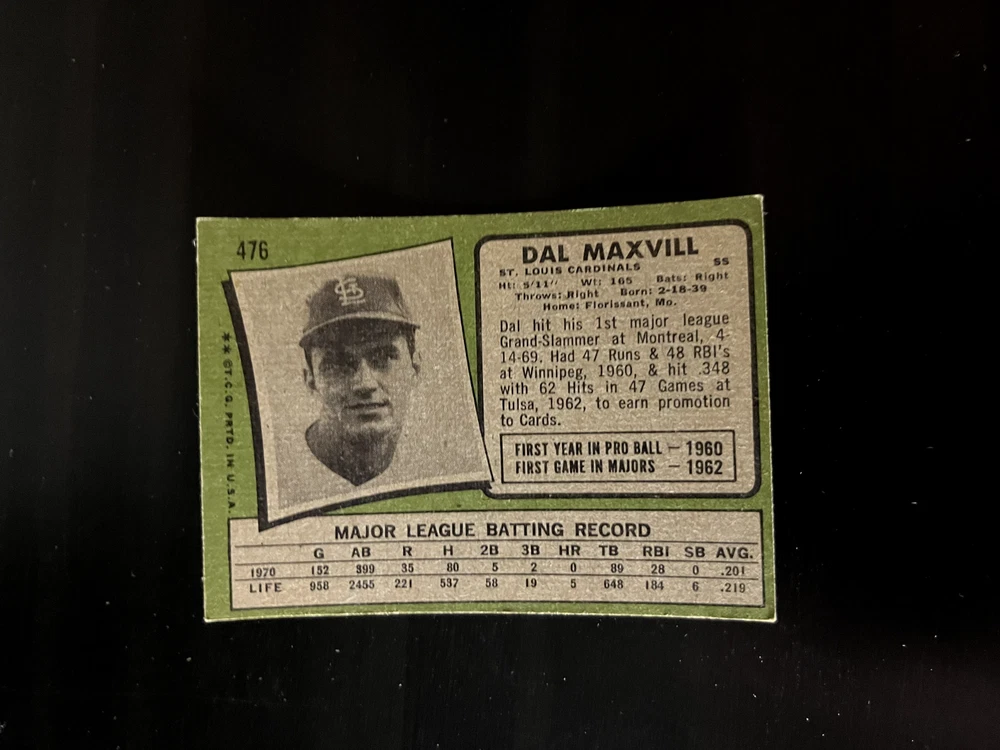 476
DAL MAXVILL
ST. LOUIS CARDINALS SS
Ht: 5'11" Wt: 165 Bats: Right
Throws: Right Born: 2-18-39
Home: Florissant, Mo.
Dal hit his 1st major league
Grand-Slammer at Montreal, 4-
14-69. Had 47 Runs & 48 RBI's
at Winnipeg, 1960, & hit .348
with 62 Hits in 47 Games at
Tulsa, 1962, to earn promotion
to Cards.
FIRST YEAR IN PRO BALL — 1960
FIRST GAME IN MAJORS — 1962
** ©T.C.G. PRTD. IN U.S.A.
StL
MAJOR LEAGUE BATTING RECORD
G AB R H 2B 3B HR TB RBI SB AVG.
1970 152 399 35 80 5 2 0 89 28 0 .201
LIFE 958 2455 221 537 58 19 5 648 184 6 .219